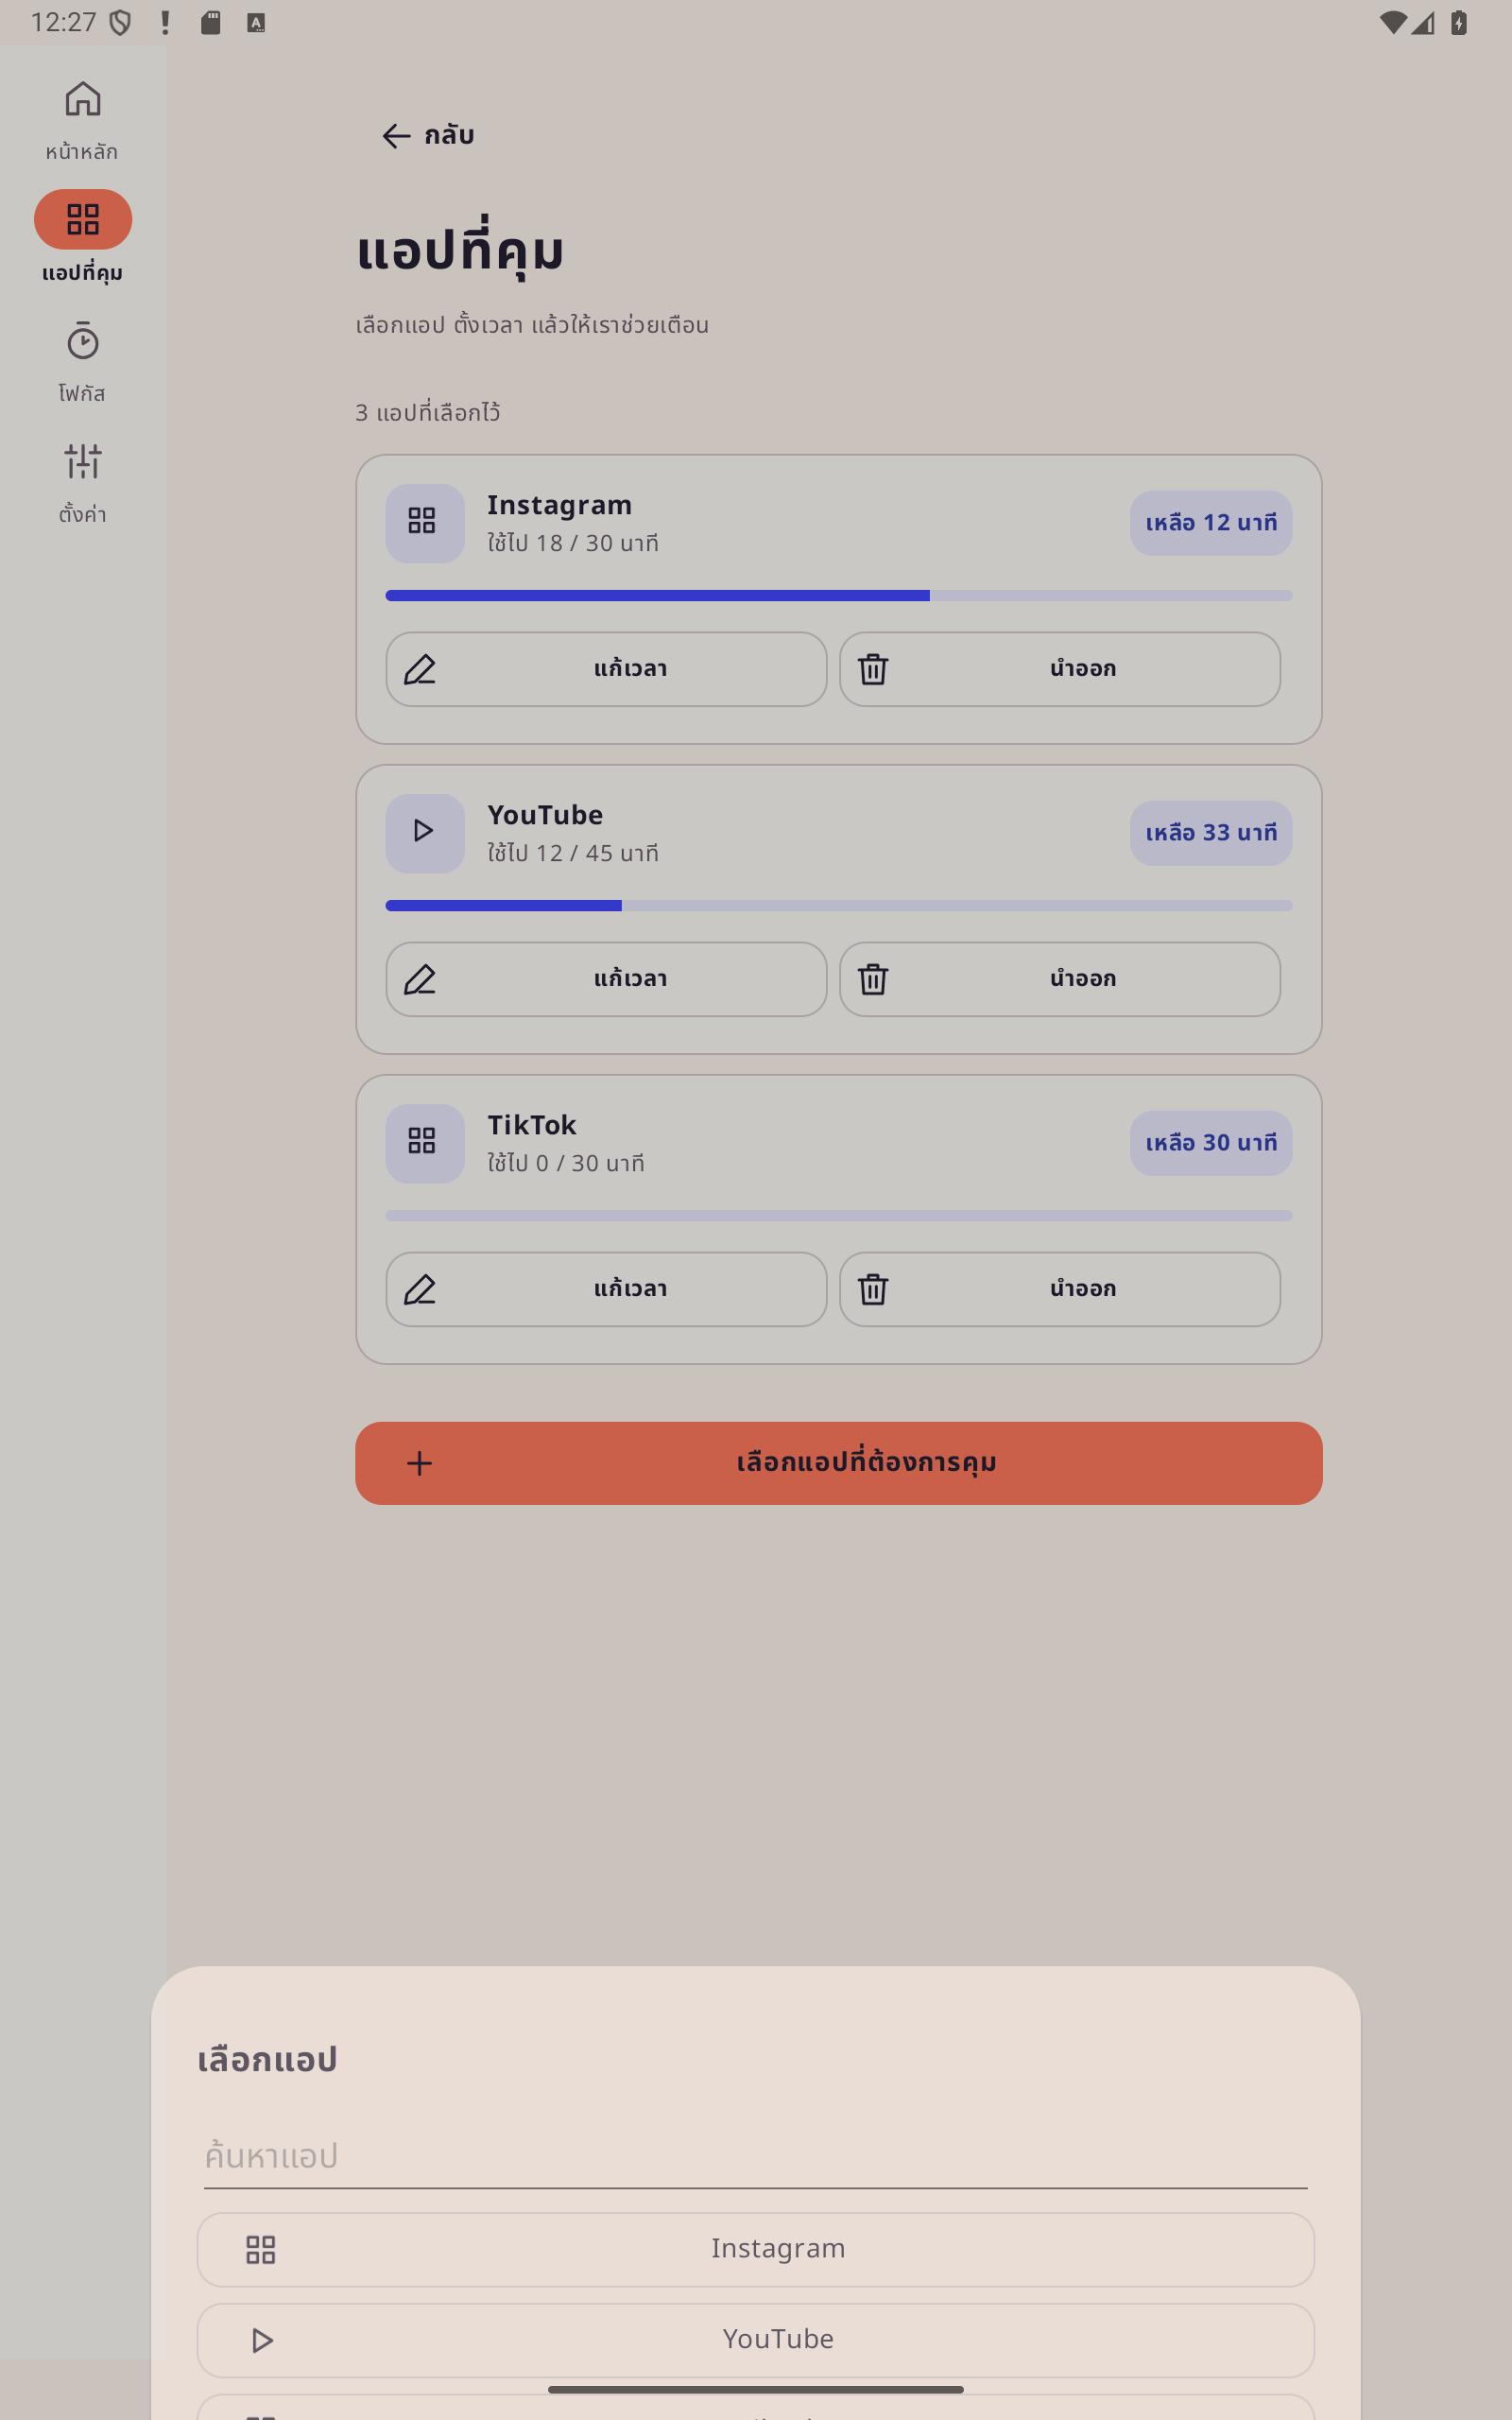 12:27
หน้าหลัก
แอปที่คุม
โฟกัส
ตั้งค่า
กลับ
แอปที่คุม
เลือกแอป ตั้งเวลา แล้วให้เราช่วยเตือน
3 แอปที่เลือกไว้
Instagram
ใช้ไป 18 / 30 นาที
เหลือ 12 นาที
แก้เวลา
นำออก
YouTube
ใช้ไป 12 / 45 นาที
เหลือ 33 นาที
แก้เวลา
นำออก
TikTok
ใช้ไป 0 / 30 นาที
เหลือ 30 นาที
แก้เวลา
นำออก
เลือกแอปที่ต้องการคุม
เลือกแอป
ค้นหาแอป
Instagram
YouTube